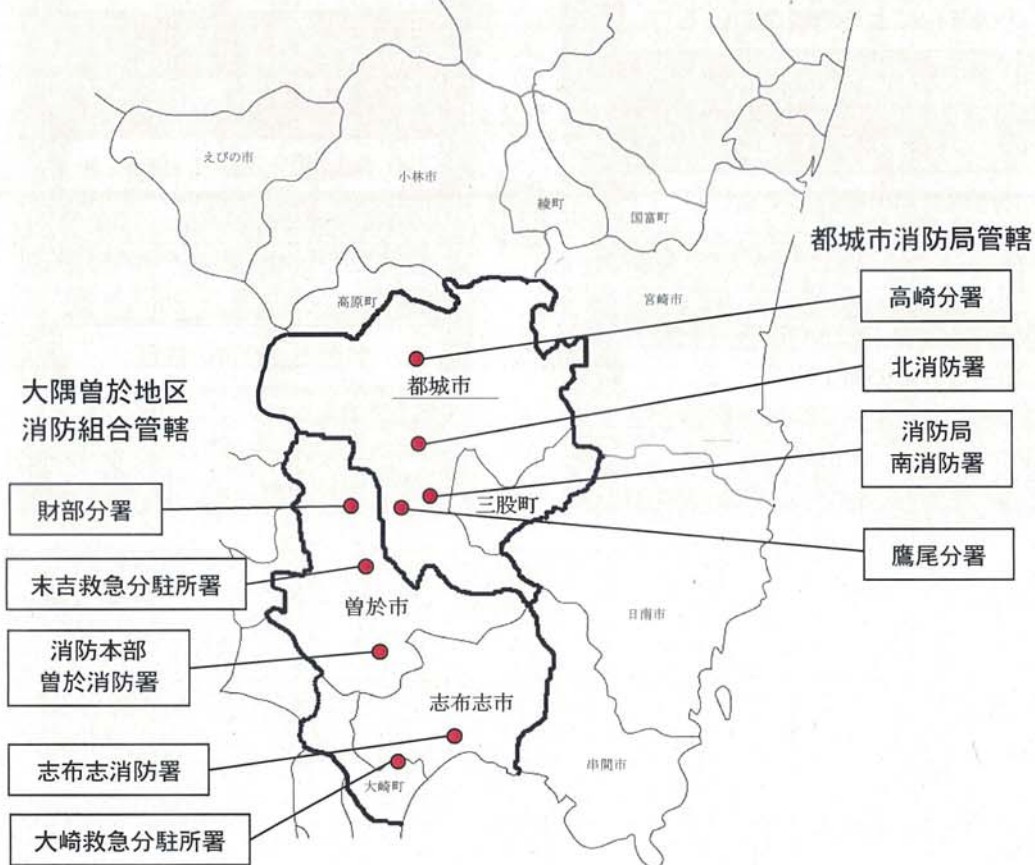 えびの市
小林市
綾町
国富町
都城市消防局管轄
高原町
宮崎市
高崎分署
北消防署
都城市
大隅曽於地区
消防組合管轄
消防局
南消防署
三股町
財部分署
鷹尾分署
末吉救急分駐所署
曽於市
日南市
消防本部
曽於消防署
志布志市
志布志消防署
串間市
大崎町
大崎救急分駐所署